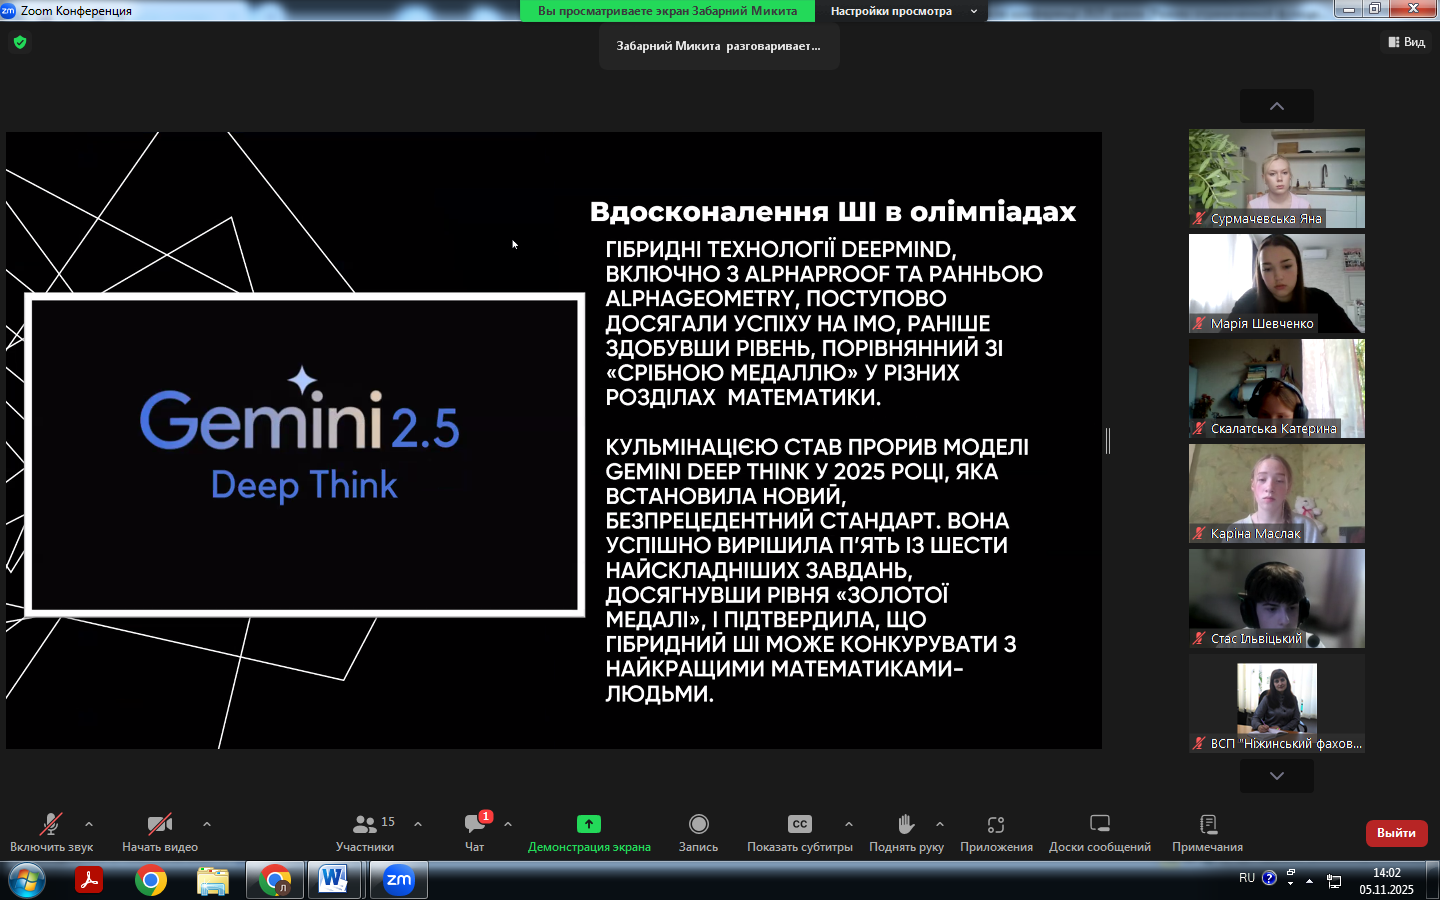 Zoom Конференция
Вы просматриваете экран Забарний Микита
Настройки просмотра
Забарний Микита разговаривает...
Вид
Вдосконалення ШІ в олімпіадах
ГІБРИДНІ ТЕХНОЛОГІЇ DEEPMIND,
ВКЛЮЧНО З ALPHAPROOF ТА РАННЬОЮ
ALPHAGEOMETRY, ПОСТУПОВО
ДОСЯГАЛИ УСПІХУ НА IMO, РАНІШЕ
ЗДОБУВШИ РІВЕНЬ, ПОРІВНЯННИЙ ЗІ
«СРІБНОЮ МЕДАЛЛЮ» У РІЗНИХ
РОЗДІЛАХ МАТЕМАТИКИ.
КУЛЬМІНАЦІЄЮ СТАВ ПРОРИВ МОДЕЛІ
GEMINI DEEP THINK У 2025 РОЦІ, ЯКА
ВСТАНОВИЛА НОВИЙ,
БЕЗПРЕЦЕДЕНТНИЙ СТАНДАРТ. ВОНА
УСПІШНО ВИРІШИЛА П’ЯТЬ ІЗ ШЕСТИ
НАЙСКЛАДНІШИХ ЗАВДАНЬ,
ДОСЯГНУВШИ РІВНЯ «ЗОЛОТОЇ
МЕДАЛІ», І ПІДТВЕРДИЛА, ЩО
ГІБРИДНИЙ ШІ МОЖЕ КОНКУРУВАТИ З
НАЙКРАЩИМИ МАТЕМАТИКАМИ-
ЛЮДЬМИ.
Gemini 2.5
Deep Think
Сурмачевська Яна
Марія Шевченко
Скалатська Катерина
Каріна Маслак
Стас Ільвіцький
ВСП "Ніжинський фахов...
Включить звук
Начать видео
15
Участники
1
Чат
Демонстрация экрана
Запись
CC
Показать субтитры
Поднять руку
Приложения
Доски сообщений
Примечания
Выйти
Л
W
zm
RU
14:02
05.11.2025